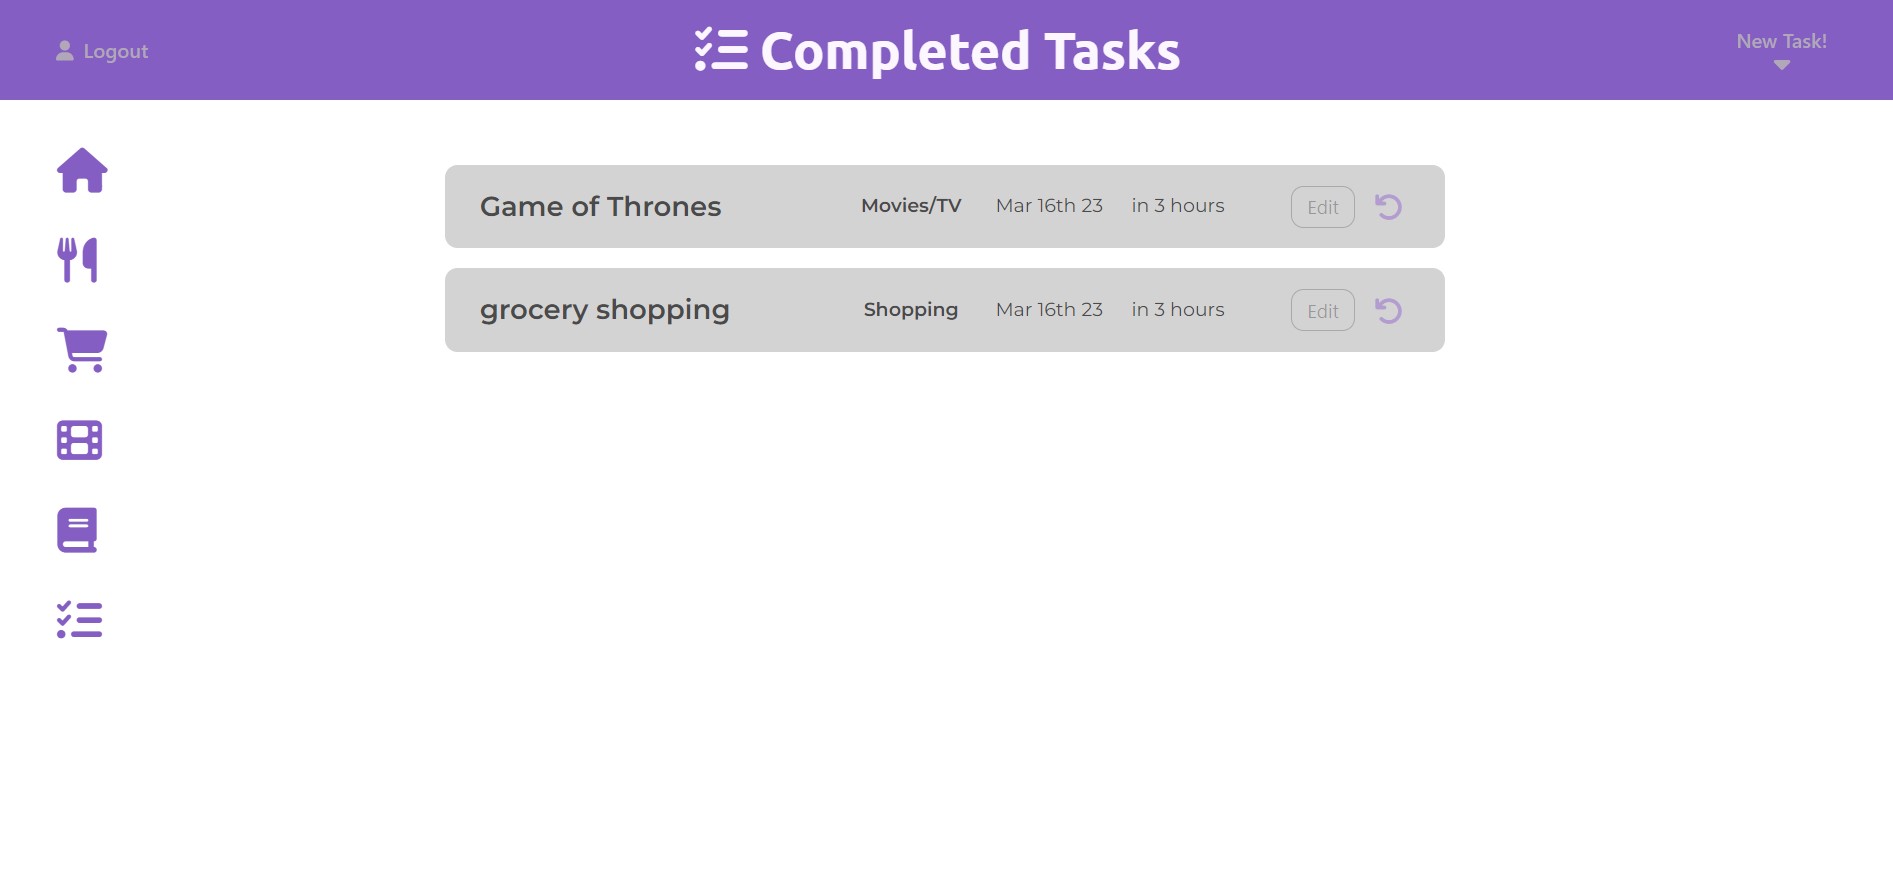 Logout
Completed Tasks
New Task!
Game of Thrones Movies/TV Mar 16th 23 in 3 hours Edit
grocery shopping Shopping Mar 16th 23 in 3 hours Edit